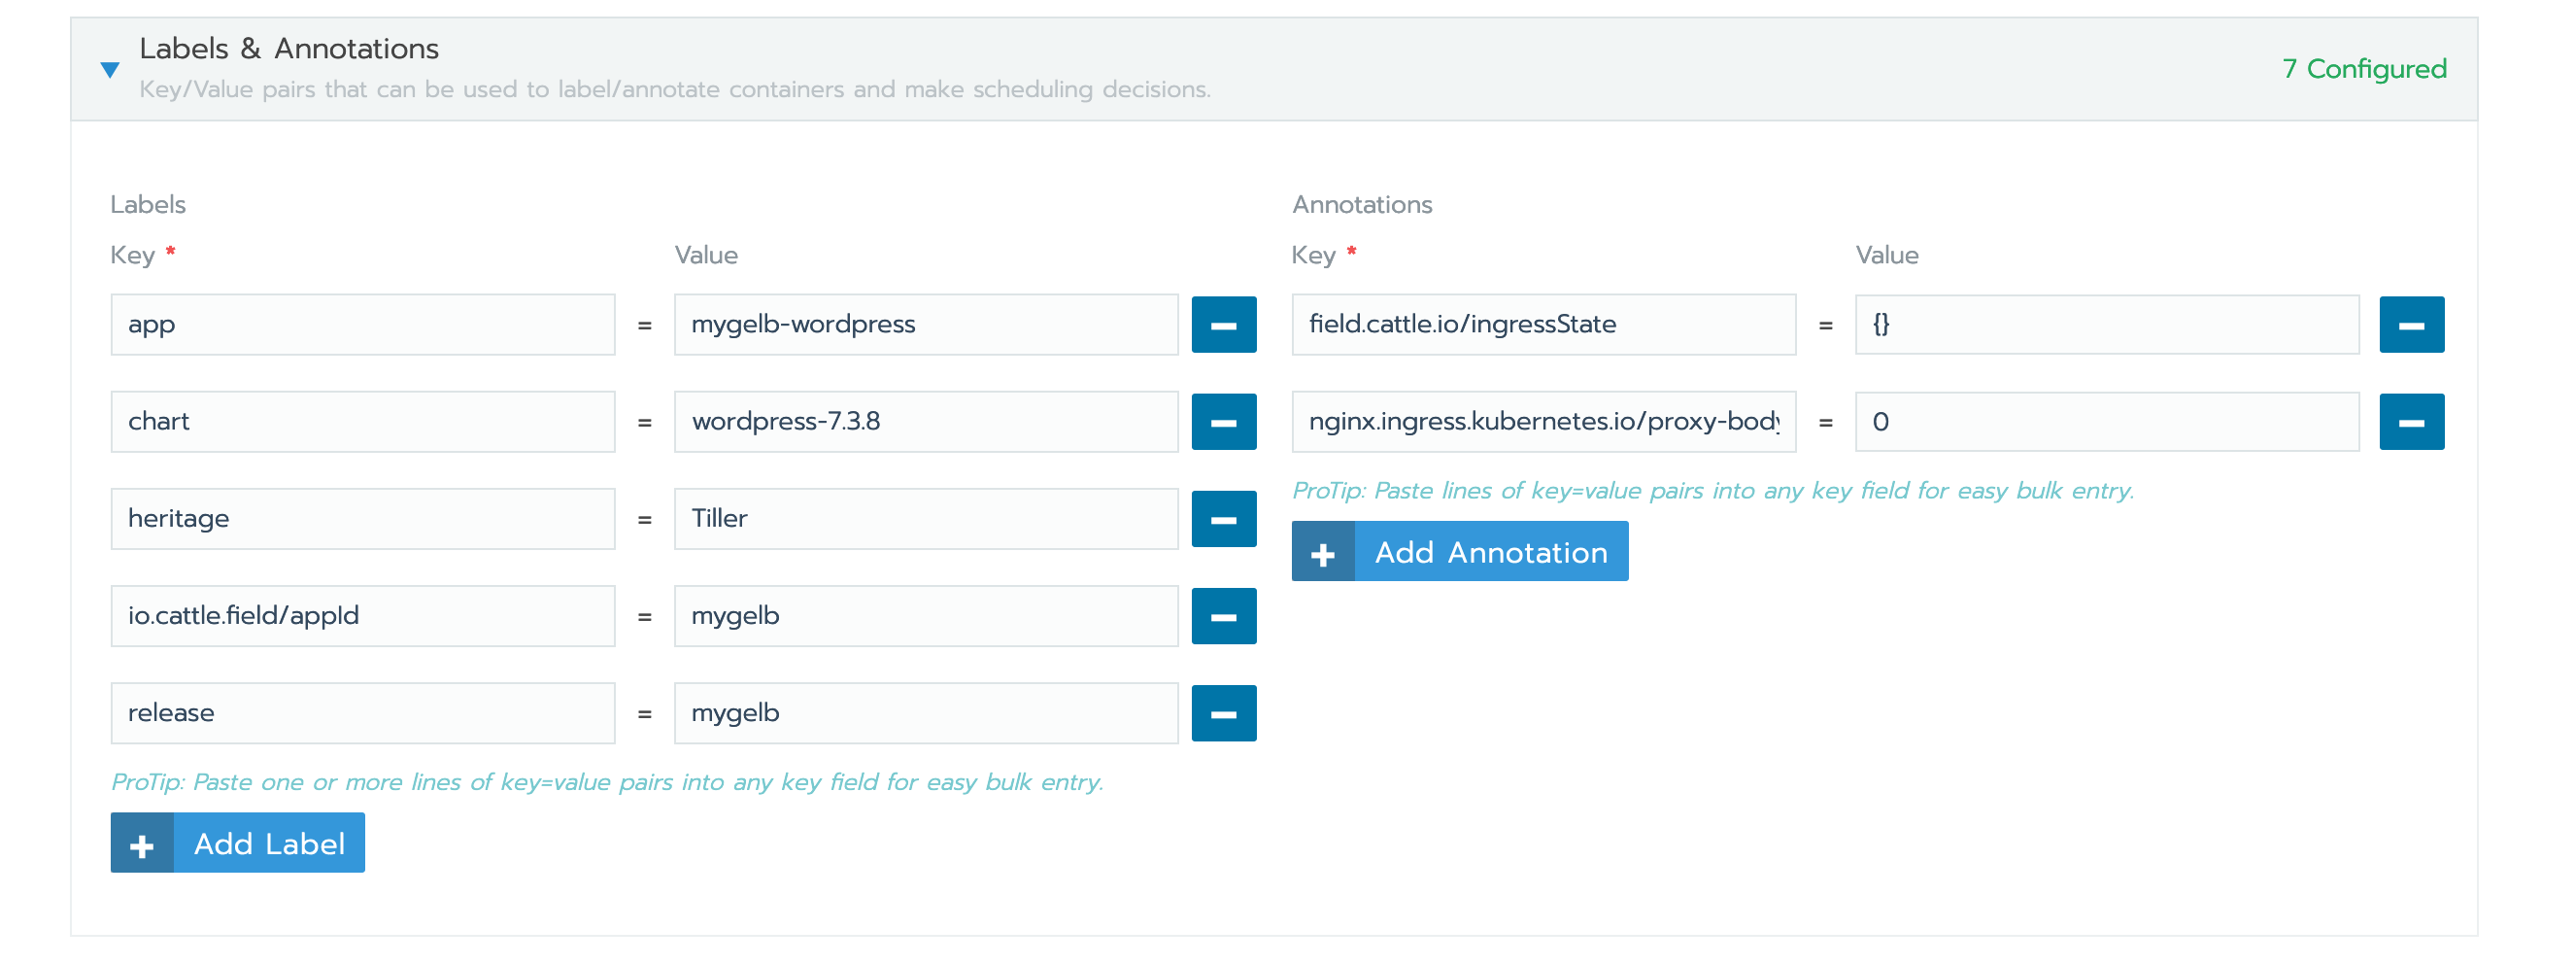 Labels & Annotations
Key/Value pairs that can be used to label/annotate containers and make scheduling decisions.
7 Configured
Labels
Key *
Value
app = mygelb-wordpress
chart = wordpress-7.3.8
heritage = Tiller
io.cattle.field/appId = mygelb
release = mygelb
ProTip: Paste one or more lines of key=value pairs into any key field for easy bulk entry.
+ Add Label
Annotations
Key *
Value
field.cattle.io/ingressState = {}
nginx.ingress.kubernetes.io/proxy-body = 0
ProTip: Paste lines of key=value pairs into any key field for easy bulk entry.
+ Add Annotation